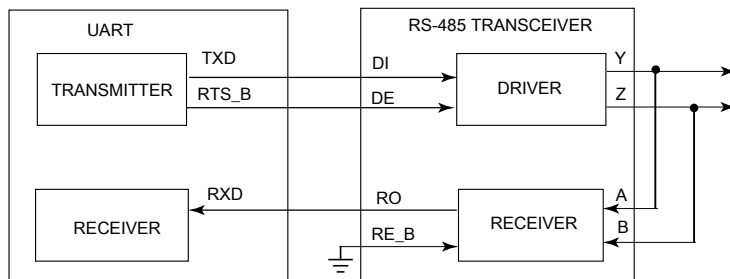 UART
RS-485 TRANSCEIVER
TXD
DI
Y
TRANSMITTER
DRIVER
RTS_B
DE
Z
RXD
RO
A
RECEIVER
RECEIVER
RE_B
B